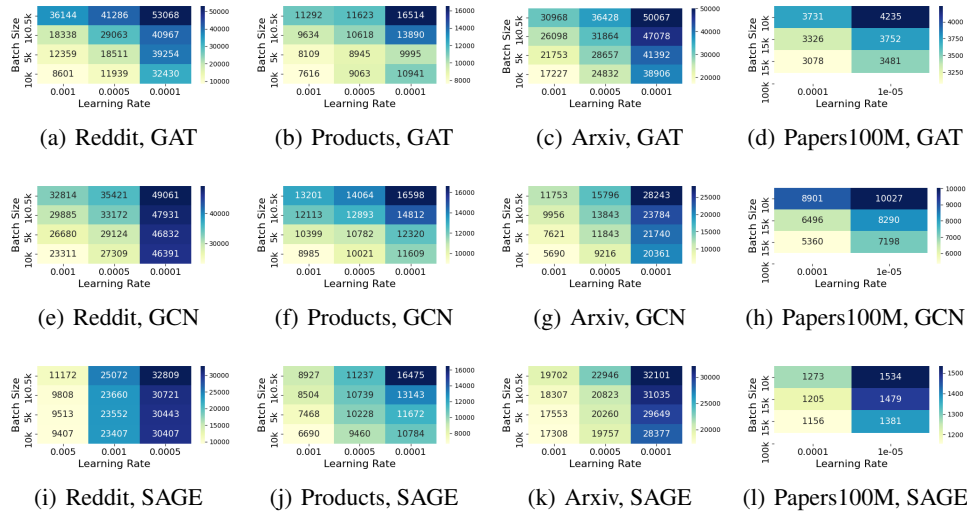 36144 41286 53068
18338 29063 40967
12359 18511 39254
8601 11939 32430
Batch Size
0.5k
1k
5k
10k
0.001 0.0005 0.0001
Learning Rate
50000
40000
30000
20000
10000
(a) Reddit, GAT
11292 11623 16514
9634 10618 13890
8109 8945 9995
7616 9063 10941
Batch Size
0.5k
1k
5k
10k
0.001 0.0005 0.0001
Learning Rate
16000
14000
12000
10000
8000
(b) Products, GAT
30968 36428 50067
26098 31864 47078
21753 28657 41392
17227 24832 38906
Batch Size
0.5k
1k
5k
10k
0.001 0.0005 0.0001
Learning Rate
50000
40000
30000
20000
(c) Arxiv, GAT
3731 4235
3326 3752
3078 3481
Batch Size
10k
15k
100k
0.0001 1e-05
Learning Rate
4000
3750
3500
3250
(d) Papers100M, GAT
32814 35421 49061
29885 33172 47931
26680 29124 46832
23311 27309 46391
Batch Size
0.5k
1k
5k
10k
0.001 0.0005 0.0001
Learning Rate
40000
30000
(e) Reddit, GCN
13201 14064 16598
12113 12893 14812
10399 10782 12320
8985 10021 11609
Batch Size
0.5k
1k
5k
10k
0.001 0.0005 0.0001
Learning Rate
16000
14000
12000
10000
(f) Products, GCN
11753 15796 28243
9956 13843 23784
7621 11843 21740
5690 9216 20361
Batch Size
0.5k
1k
5k
10k
0.001 0.0005 0.0001
Learning Rate
20000
10000
(g) Arxiv, GCN
8901 10027
6496 8290
5360 7198
Batch Size
10k
15k
100k
0.0001 1e-05
Learning Rate
10000
9000
8000
7000
6000
(h) Papers100M, GCN
11172 25072 32809
9808 23660 30721
9513 23552 30443
9407 23407 30407
Batch Size
0.5k
1k
5k
10k
0.005 0.001 0.0005
Learning Rate
30000
20000
10000
(i) Reddit, SAGE
8927 11237 16475
8504 10739 13143
7468 10228 11672
6690 9460 10784
Batch Size
0.5k
1k
5k
10k
0.001 0.0005 0.0001
Learning Rate
16000
14000
12000
10000
8000
(j) Products, SAGE
19702 22946 32101
18307 20823 31035
17553 20260 29649
17308 19757 28377
Batch Size
0.5k
1k
5k
10k
0.001 0.0005 0.0001
Learning Rate
30000
25000
20000
(k) Arxiv, SAGE
1273 1534
1205 1479
1156 1381
Batch Size
10k
15k
100k
0.0001 1e-05
Learning Rate
1500
1400
1300
1200
(l) Papers100M, SAGE